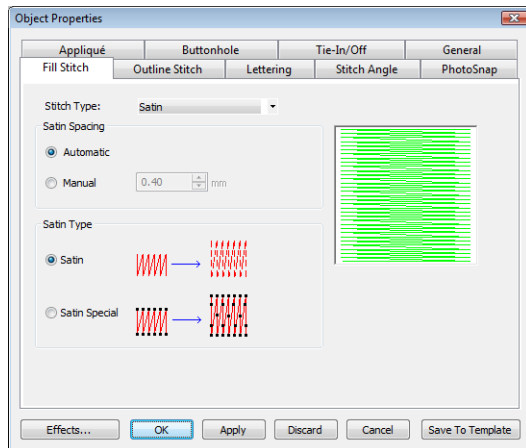 Object Properties
Appliqué Buttonhole Tie-In/Off General
Fill Stitch Outline Stitch Lettering Stitch Angle PhotoSnap
Stitch Type: Satin
Satin Spacing
Automatic
Manual 0.40 mm
Satin Type
Satin
Satin Special
Effects... OK Apply Discard Cancel Save To Template